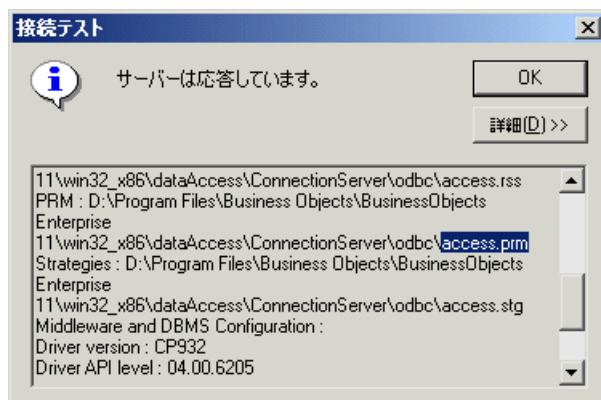 接続テスト
サーバーは応答しています。
OK
詳細(D) >>
11\win32_x86\dataAccess\ConnectionServer\odbc\access.rss
PRM : D:\Program Files\Business Objects\BusinessObjects
Enterprise
11\win32_x86\dataAccess\ConnectionServer\odbc\access.prm
Strategies : D:\Program Files\Business Objects\BusinessObjects
Enterprise
11\win32_x86\dataAccess\ConnectionServer\odbc\access.stg
Middleware and DBMS Configuration :
Driver version : CP932
Driver API level : 04.00.6205